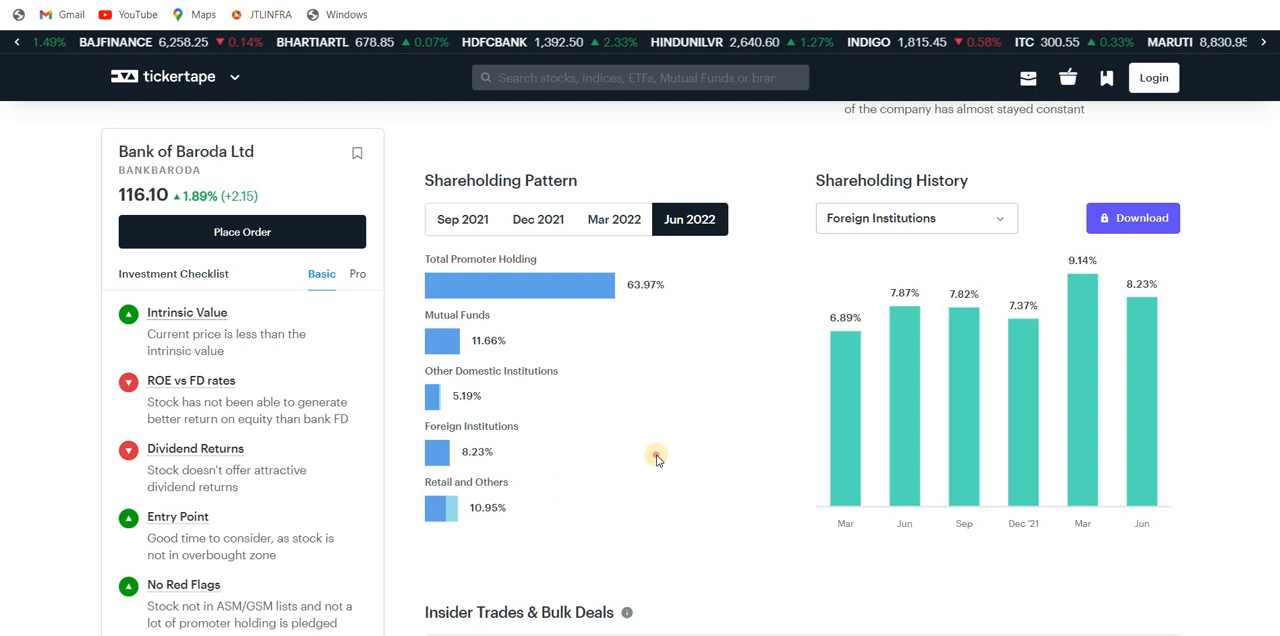 Gmail YouTube Maps JTLINFRA Windows
1.49% BAJFINANCE 6,258.25 ▼ 0.14% BHARTIARTL 678.85 ▲ 0.07% HDFCBANK 1,392.50 ▲ 2.33% HINDUNILVR 2,640.60 ▲ 1.27% INDIGO 1,815.45 ▼ 0.58% ITC 300.55 ▲ 0.33% MARUTI 8,830.95
tickertape
Search stocks, indices, ETFs, Mutual Funds or bran
Login
of the company has almost stayed constant
Bank of Baroda Ltd
BANKBARODA
116.10 ▲ 1.89% (+2.15)
Place Order
Investment Checklist Basic Pro
Intrinsic Value
Current price is less than the
intrinsic value
ROE vs FD rates
Stock has not been able to generate
better return on equity than bank FD
Dividend Returns
Stock doesn't offer attractive
dividend returns
Entry Point
Good time to consider, as stock is
not in overbought zone
No Red Flags
Stock not in ASM/GSM lists and not a
lot of promoter holding is pledged
Shareholding Pattern
Sep 2021 Dec 2021 Mar 2022 Jun 2022
Total Promoter Holding
63.97%
Mutual Funds
11.66%
Other Domestic Institutions
5.19%
Foreign Institutions
8.23%
Retail and Others
10.95%
Shareholding History
Foreign Institutions
Download
6.89% 7.87% 7.82% 7.37% 9.14% 8.23%
Mar Jun Sep Dec '21 Mar Jun
Insider Trades & Bulk Deals